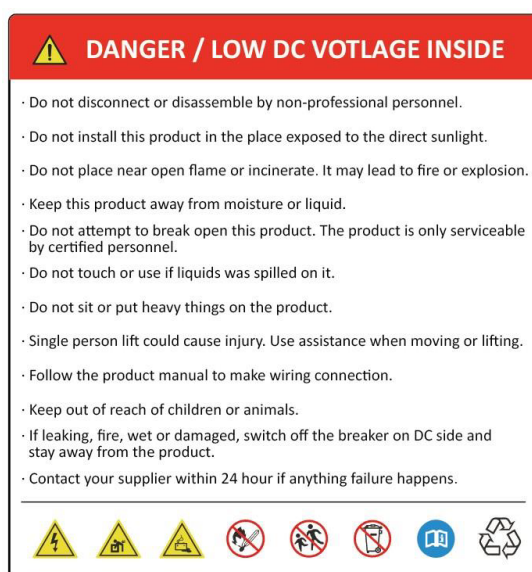 DANGER / LOW DC VOTLAGE INSIDE
· Do not disconnect or disassemble by non-professional personnel.
· Do not install this product in the place exposed to the direct sunlight.
· Do not place near open flame or incinerate. It may lead to fire or explosion.
· Keep this product away from moisture or liquid.
· Do not attempt to break open this product. The product is only serviceable
by certified personnel.
· Do not touch or use if liquids was spilled on it.
· Do not sit or put heavy things on the product.
· Single person lift could cause injury. Use assistance when moving or lifting.
· Follow the product manual to make wiring connection.
· Keep out of reach of children or animals.
· If leaking, fire, wet or damaged, switch off the breaker on DC side and
stay away from the product.
· Contact your supplier within 24 hour if anything failure happens.